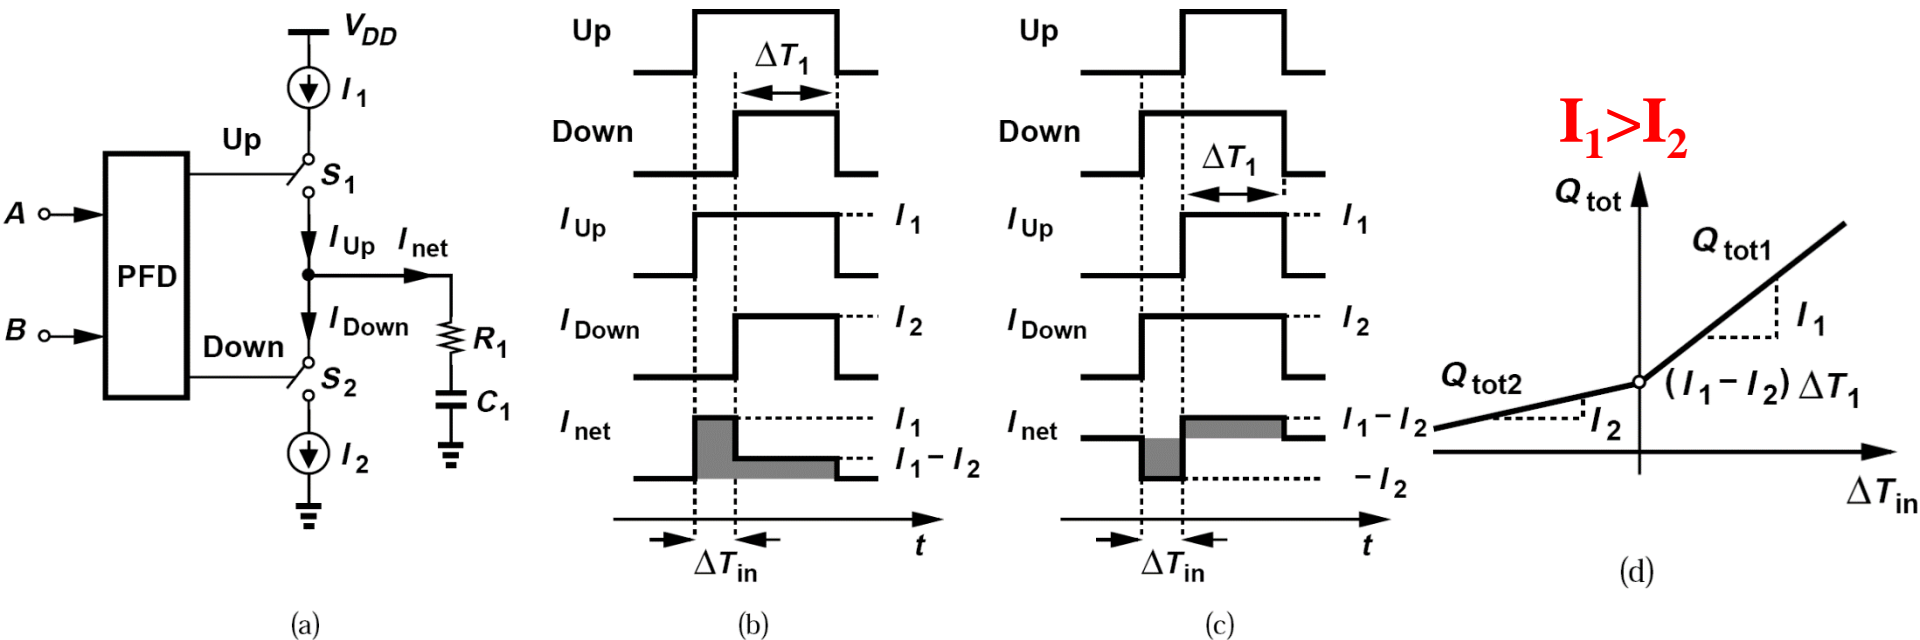 V_DD
I_1
Up
S_1
A
I_Up
I_net
PFD
I_Down
B
Down
R_1
S_2
C_1
I_2
(a)
Up
ΔT_1
Down
I_Up
I_1
I_Down
I_2
I_net
I_1
I_1 − I_2
t
ΔT_in
(b)
Up
Down
ΔT_1
I_Up
I_1
I_Down
I_2
I_net
I_1 − I_2
− I_2
t
ΔT_in
(c)
I_1>I_2
Q_tot
Q_tot1
I_1
Q_tot2
(I_1 − I_2) ΔT_1
I_2
ΔT_in
(d)